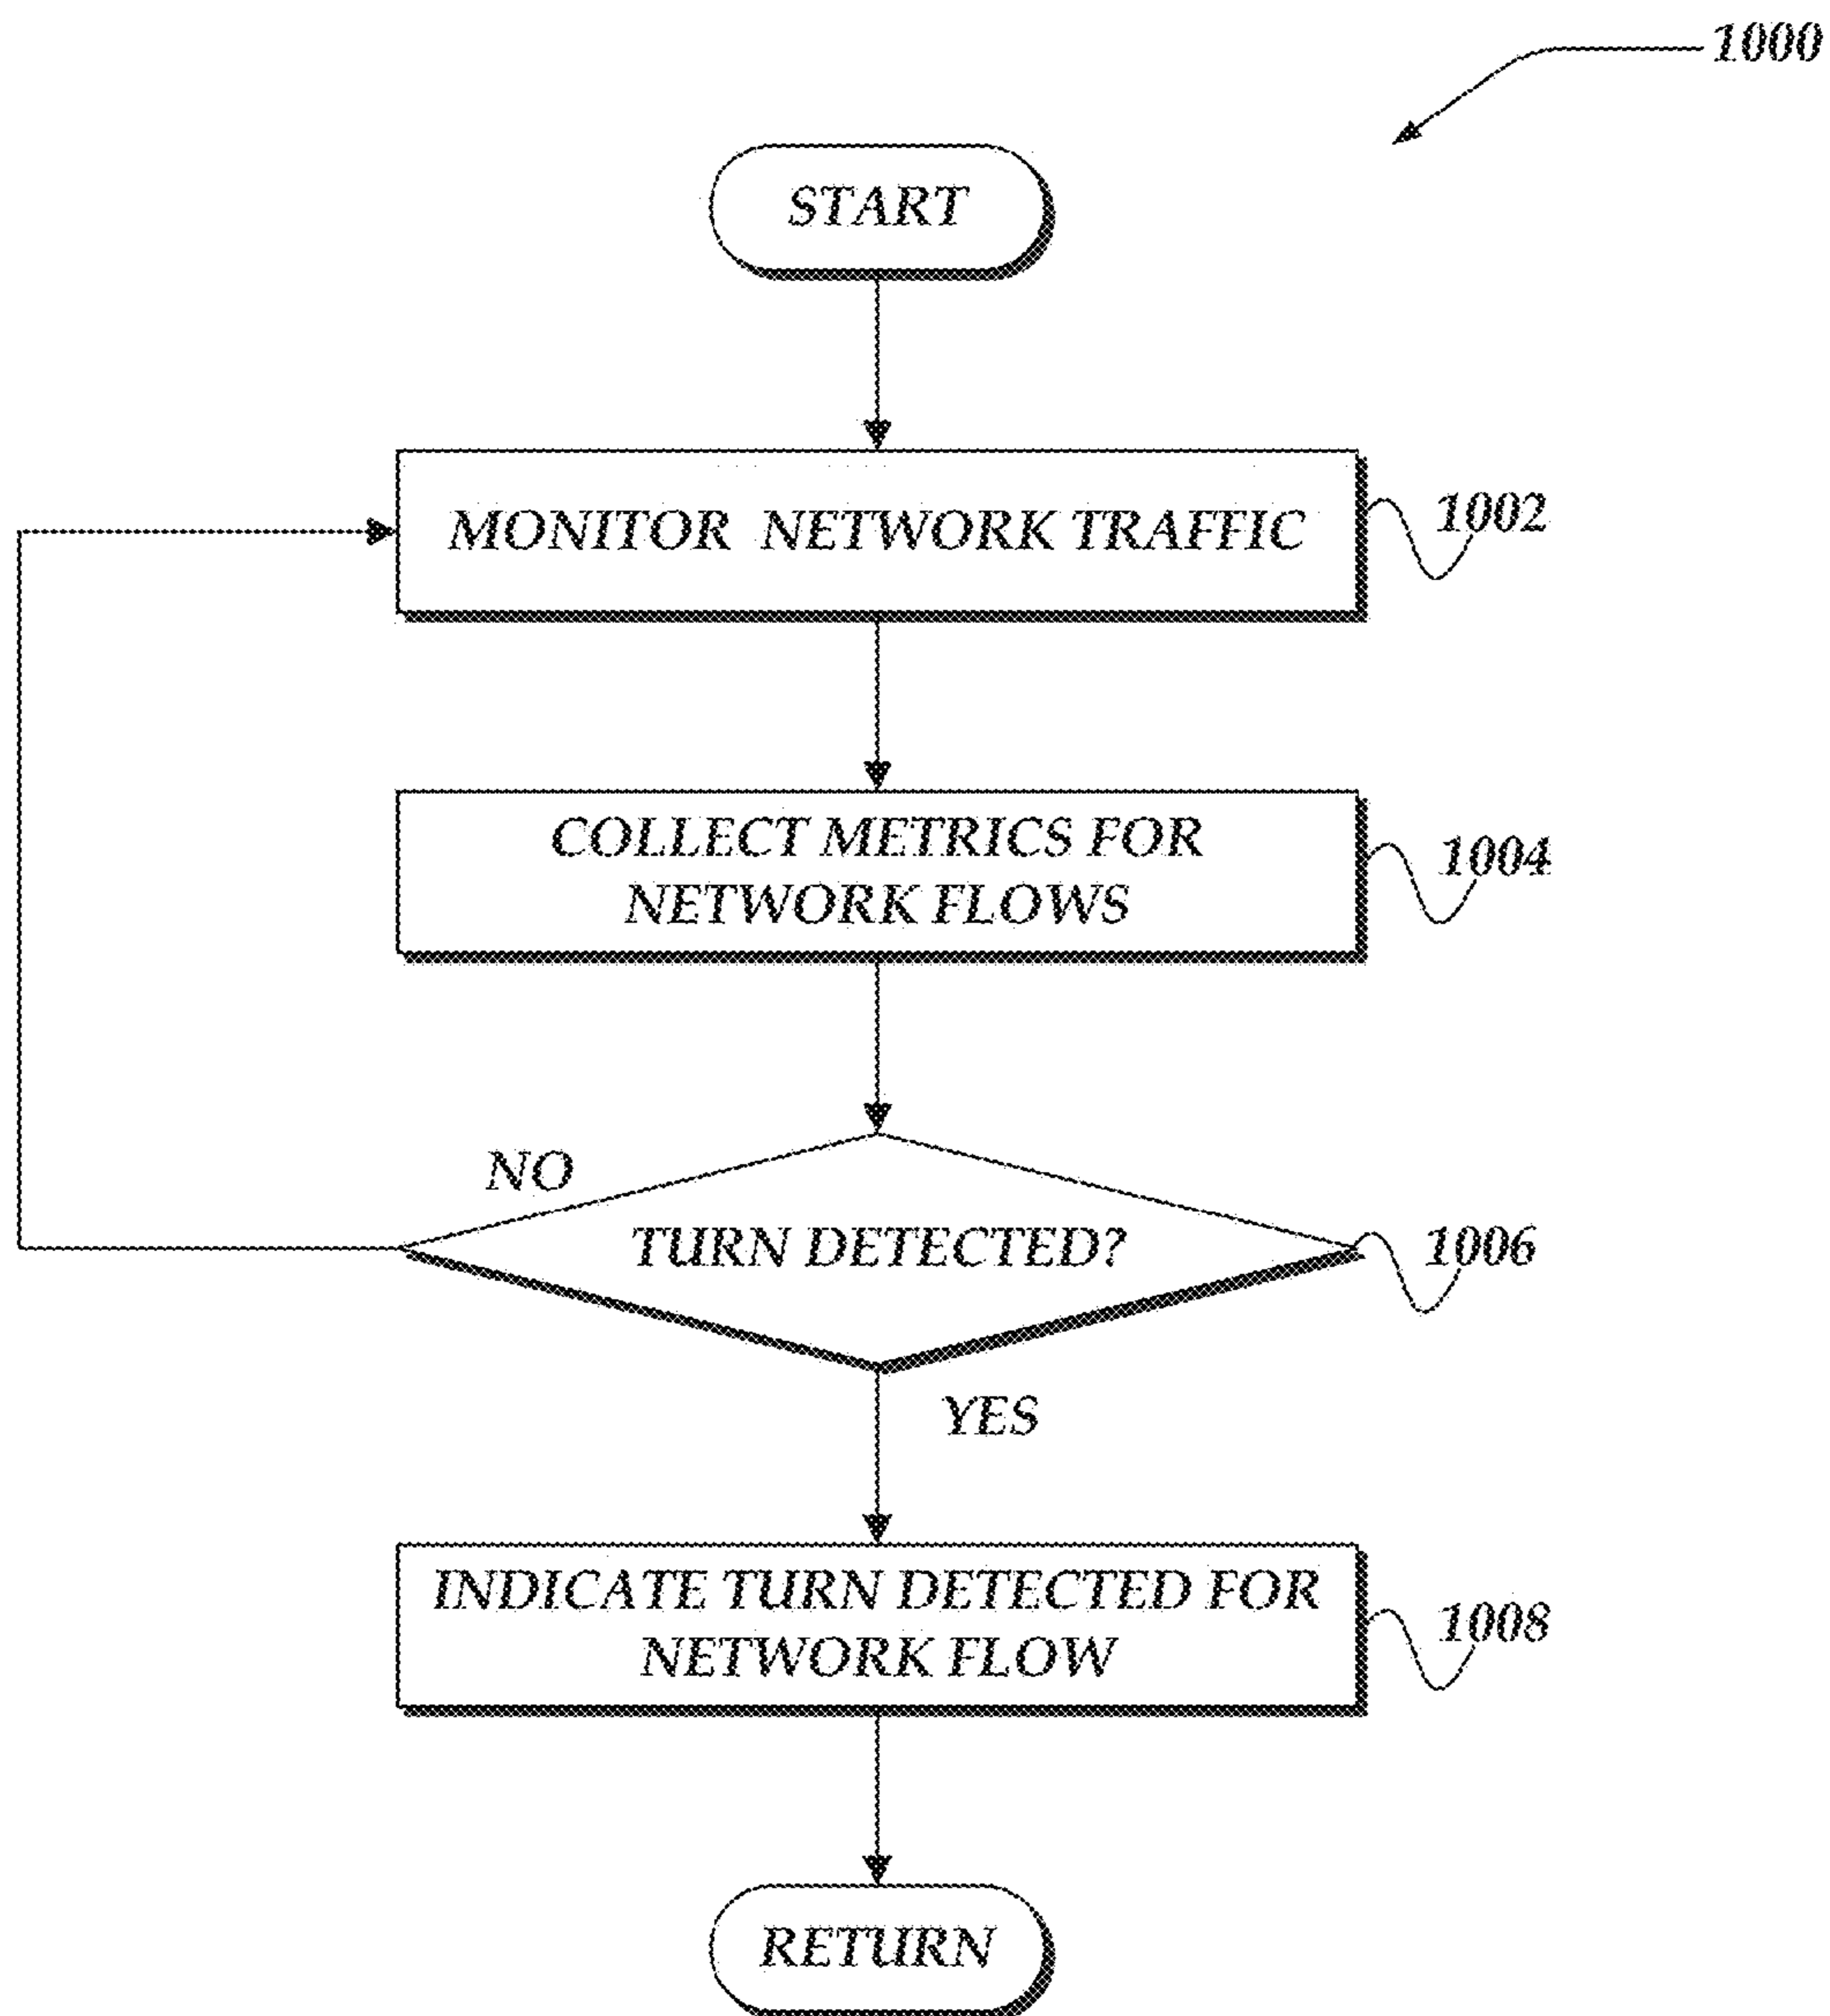 1000
START
MONITOR NETWORK TRAFFIC
1002
COLLECT METRICS FOR
NETWORK FLOWS
1004
NO
TURN DETECTED?
1006
YES
INDICATE TURN DETECTED FOR
NETWORK FLOW
1008
RETURN